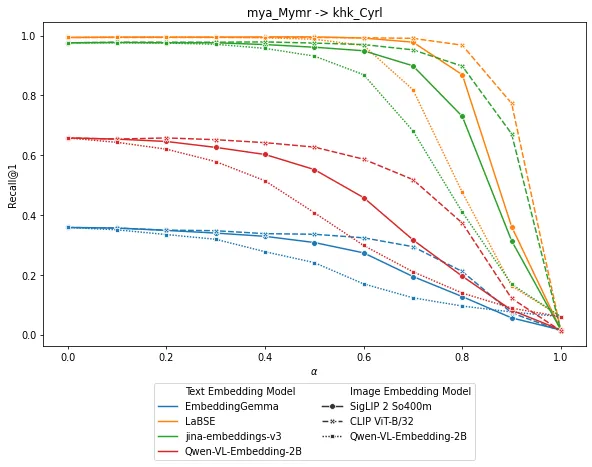 mya_Mymr -> khk_Cyrl
Recall@1
1.0
0.8
0.6
0.4
0.2
0.0
0.0 0.2 0.4 0.6 0.8 1.0
α
Text Embedding Model
EmbeddingGemma
LaBSE
jina-embeddings-v3
Qwen-VL-Embedding-2B
Image Embedding Model
SigLIP 2 So400m
CLIP ViT-B/32
Qwen-VL-Embedding-2B